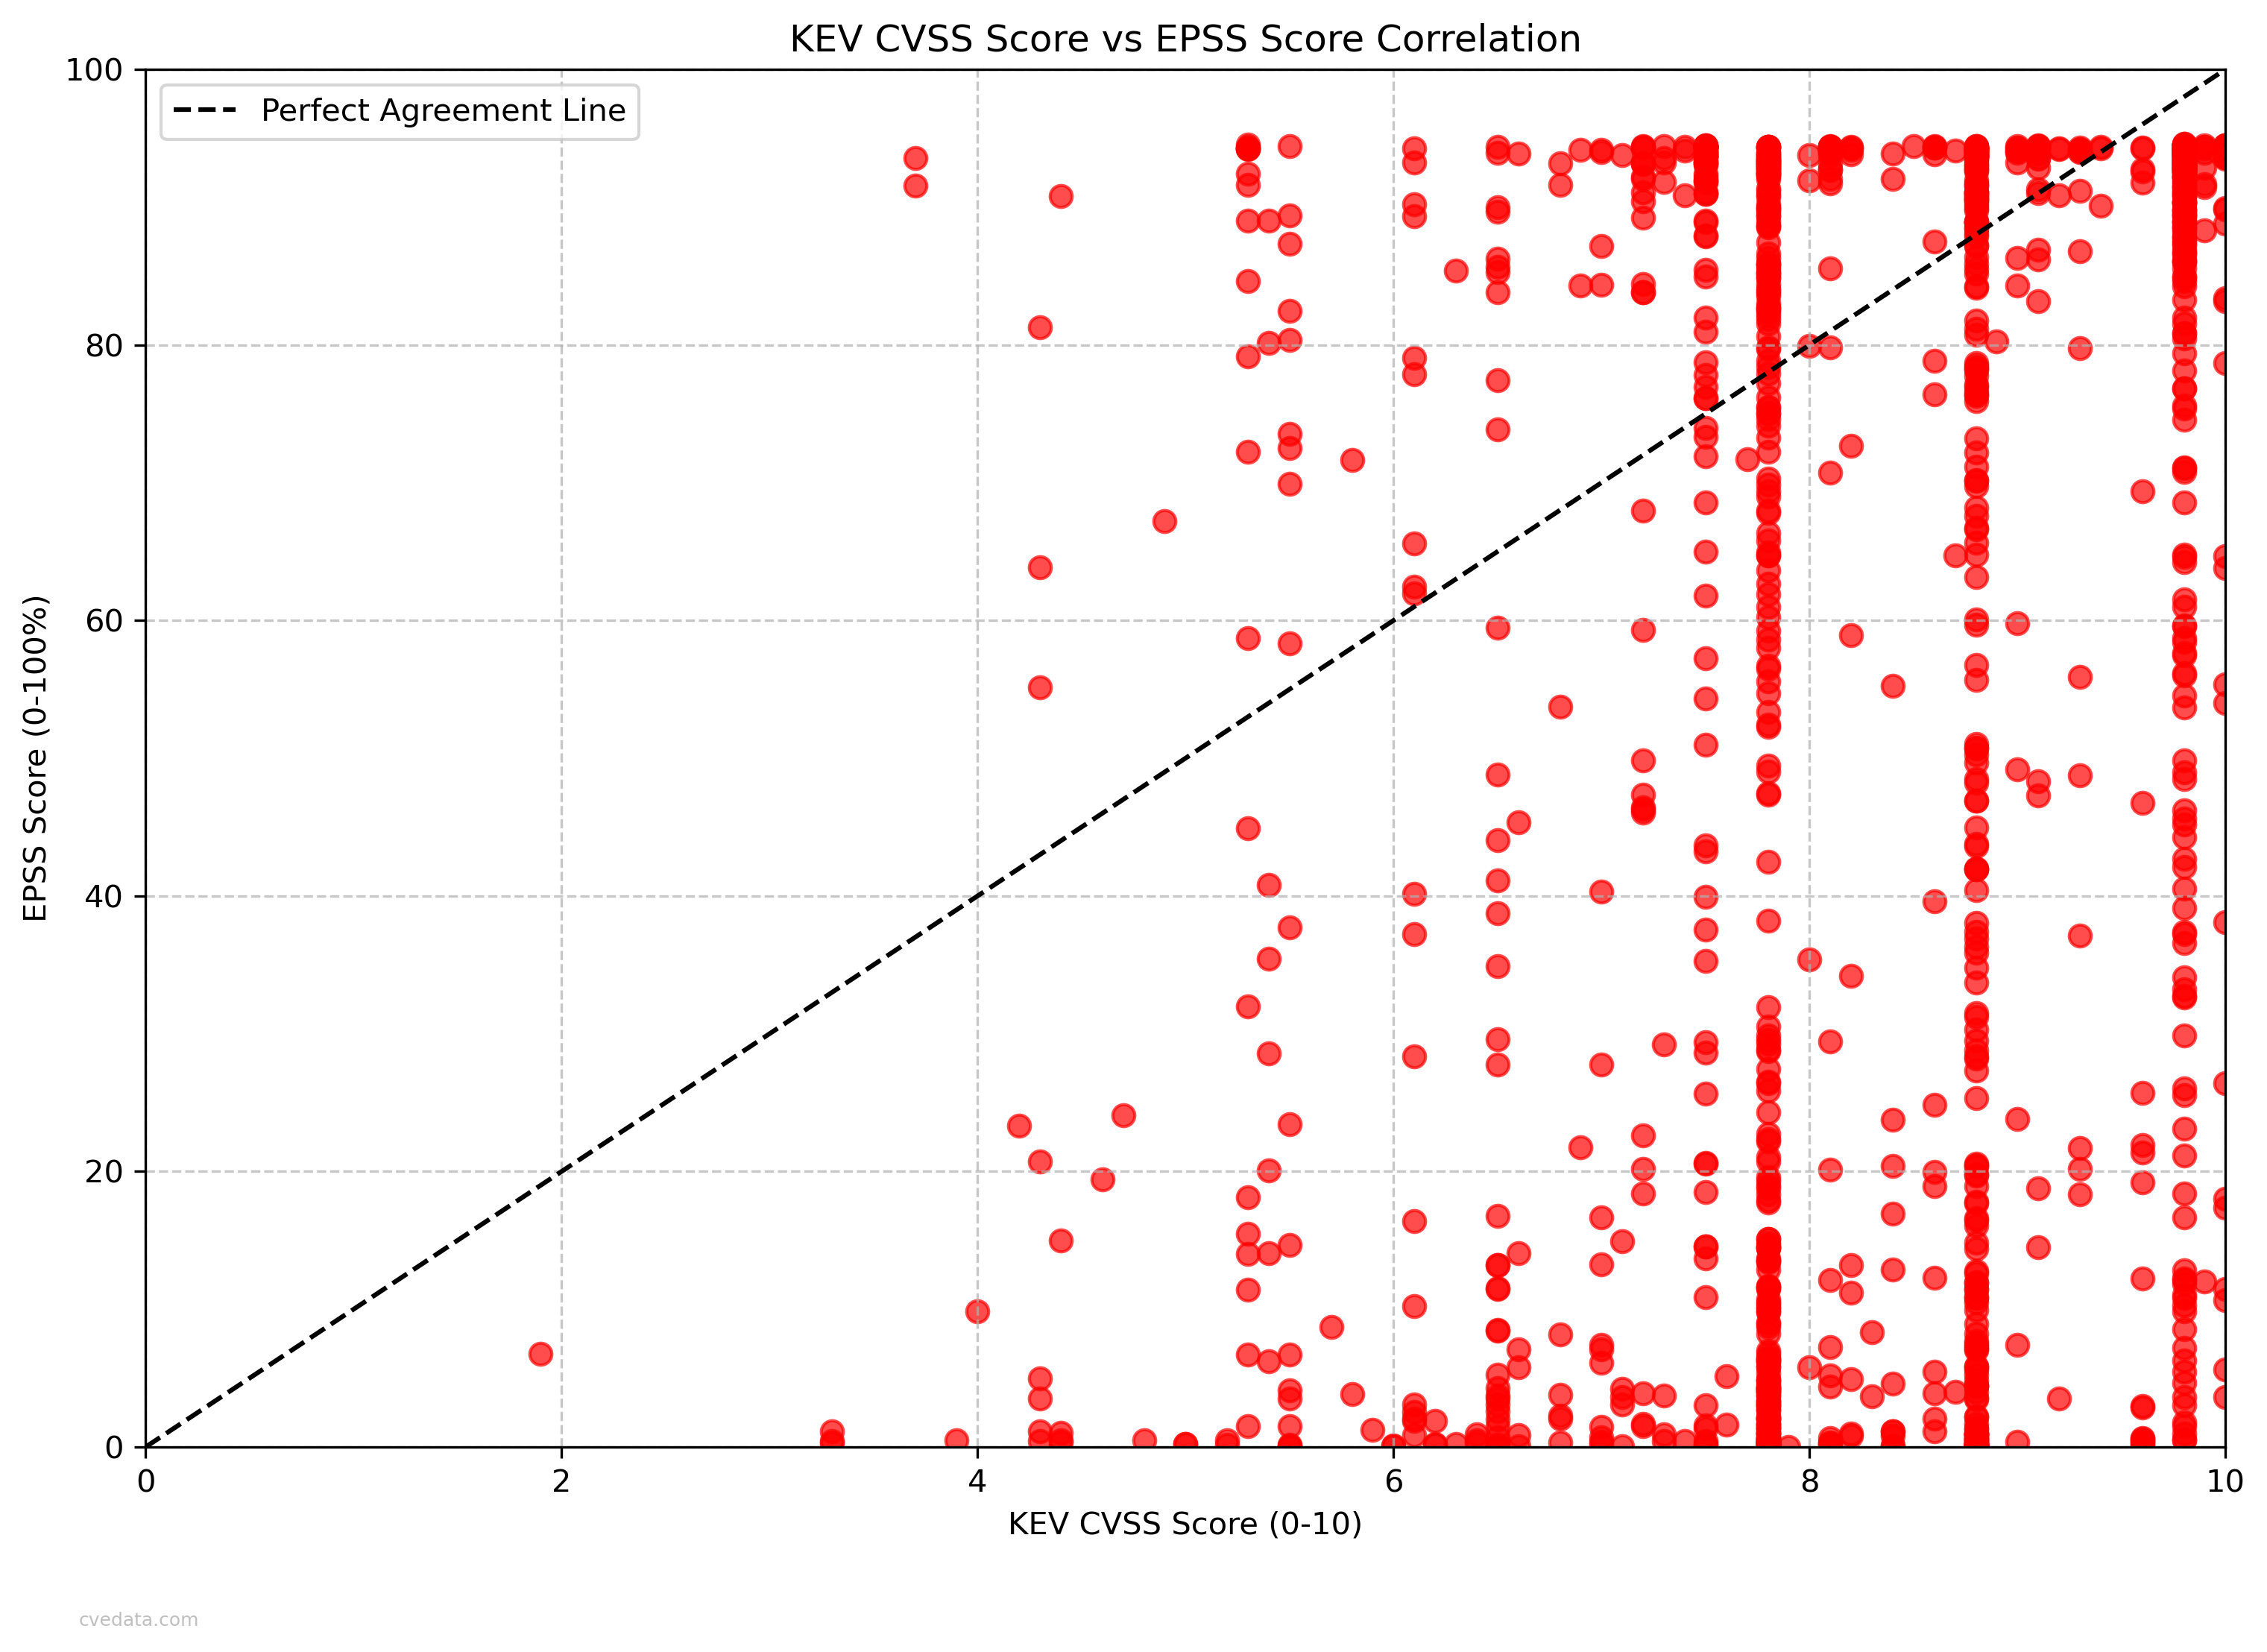 KEV CVSS Score vs EPSS Score Correlation
100
Perfect Agreement Line
80
60
40
20
0
EPSS Score (0-100%)
0 2 4 6 8 10
KEV CVSS Score (0-10)
cvedata.com